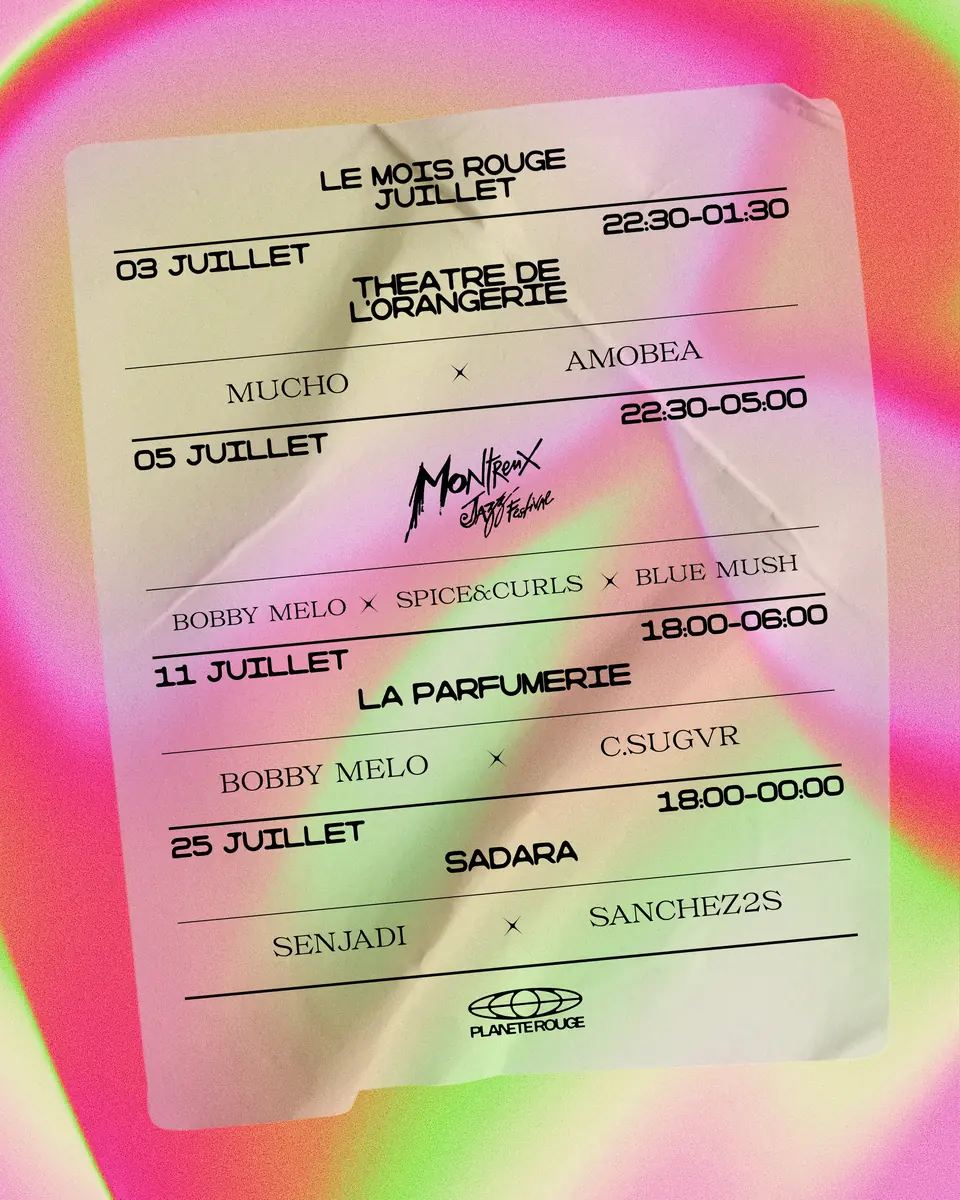 LE MOIS ROUGE
JUILLET
03 JUILLET 22:30-01:30
THEATRE DE
L'ORANGERIE
MUCHO × AMOBEA
05 JUILLET 22:30-05:00
MONTREUX
JAZZ FESTIVAL
BOBBY MELO × SPICE&CURLS × BLUE MUSH
11 JUILLET 18:00-06:00
LA PARFUMERIE
BOBBY MELO × C.SUGVR
25 JUILLET 18:00-00:00
SADARA
SENJADI × SANCHEZ2S
PLANETE ROUGE